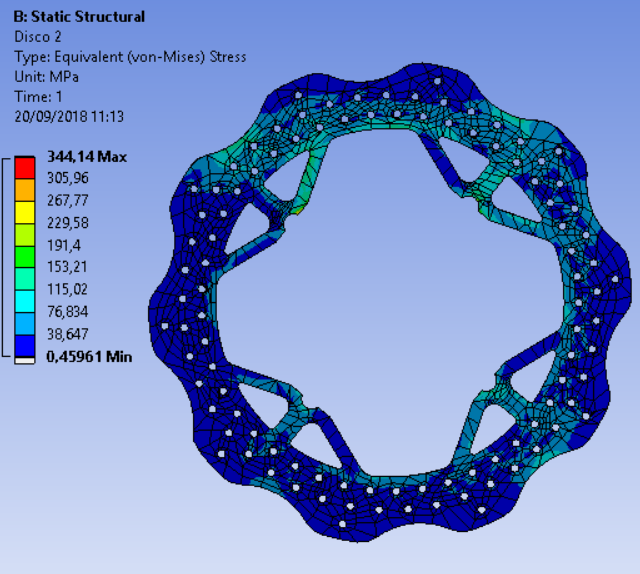 B: Static Structural
Disco 2
Type: Equivalent (von-Mises) Stress
Unit: MPa
Time: 1
20/09/2018 11:13
344,14 Max
305,96
267,77
229,58
191,4
153,21
115,02
76,834
38,647
0,45961 Min